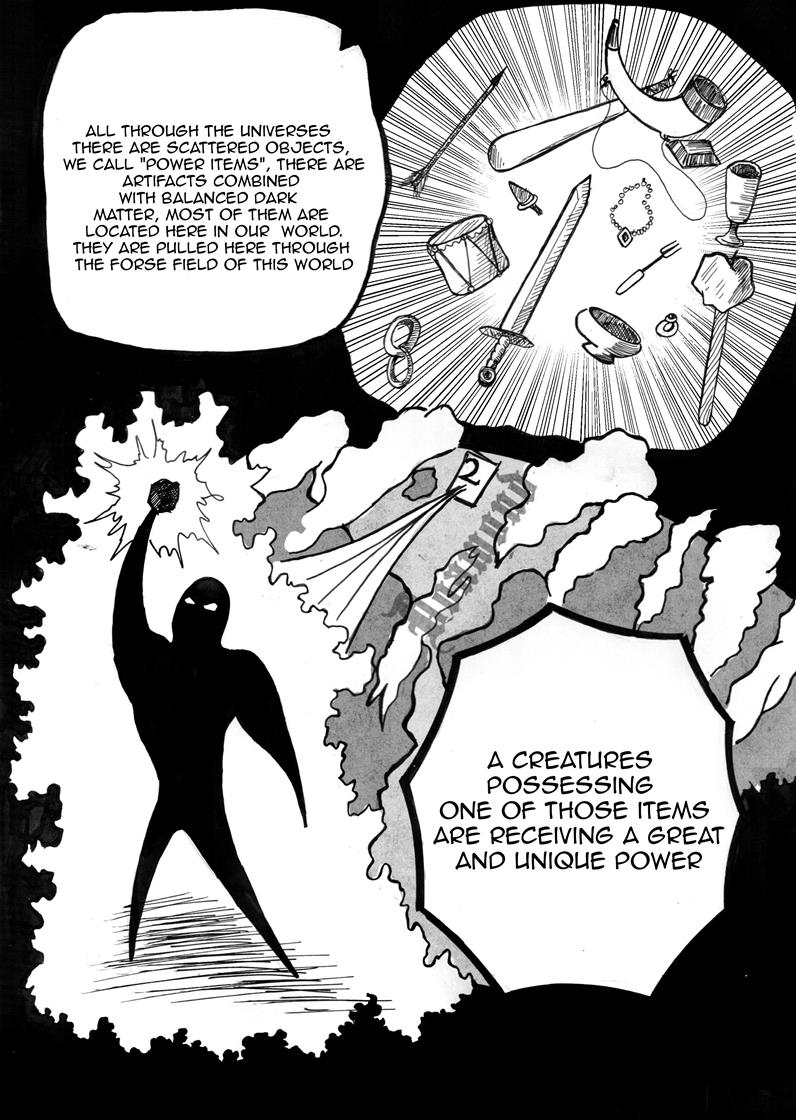 ALL THROUGH THE UNIVERSES
THERE ARE SCATTERED OBJECTS,
WE CALL "POWER ITEMS", THERE ARE
ARTIFACTS COMBINED
WITH BALANCED DARK
MATTER, MOST OF THEM ARE
LOCATED HERE IN OUR WORLD.
THEY ARE PULLED HERE THROUGH
THE FORSE FIELD OF THIS WORLD
2
A CREATURES
POSSESSING
ONE OF THOSE ITEMS
ARE RECEIVING A GREAT
AND UNIQUE POWER